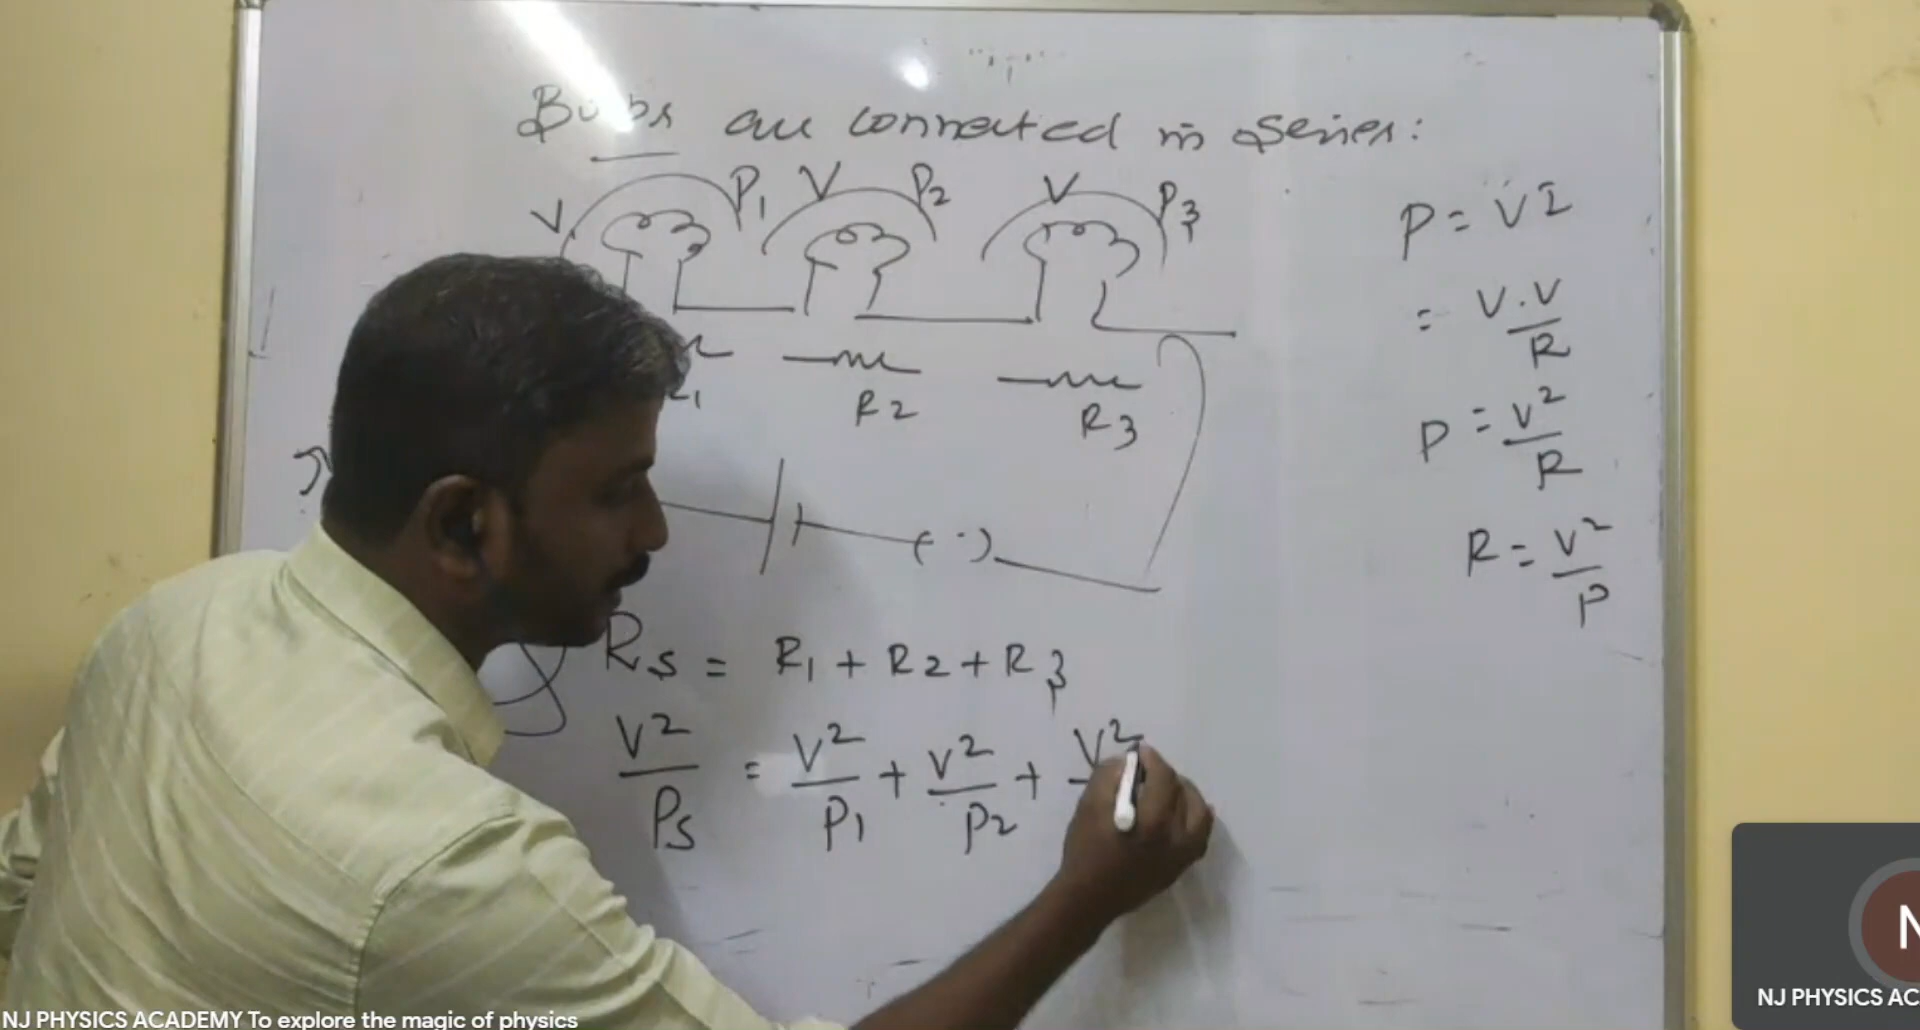 Bulbs are connected in series:
V P1 V P2 V P3
R1 R2 R3
( · )
Rs = R1 + R2 + R3
V²/Ps = V²/P1 + V²/P2 + V²
P = VI
= V.V/R
P = V²/R
R = V²/P
N
NJ PHYSICS AC
NJ PHYSICS ACADEMY To explore the magic of physics